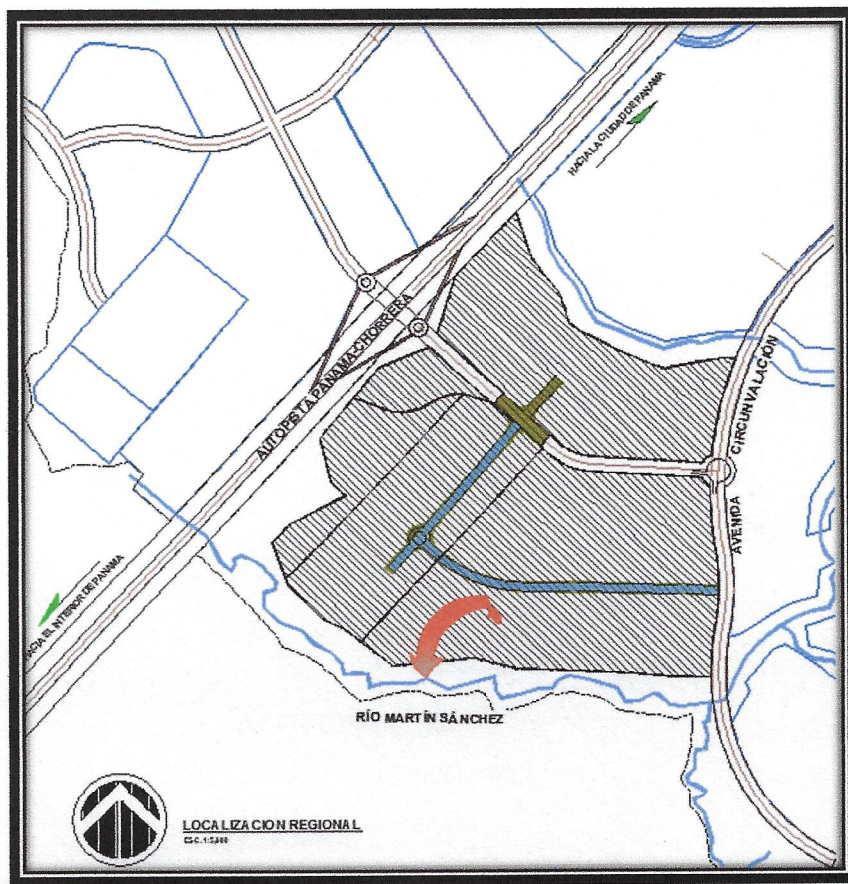 HACIA LA CIUDAD DE PANAMA
AUTOPISTA PANAMA-CHORRERA
AVENIDA CIRCUNVALACIÓN
HACIA EL INTERIOR DE PANAMA
RÍO MARTÍN SÁNCHEZ
LOCALIZACION REGIONAL